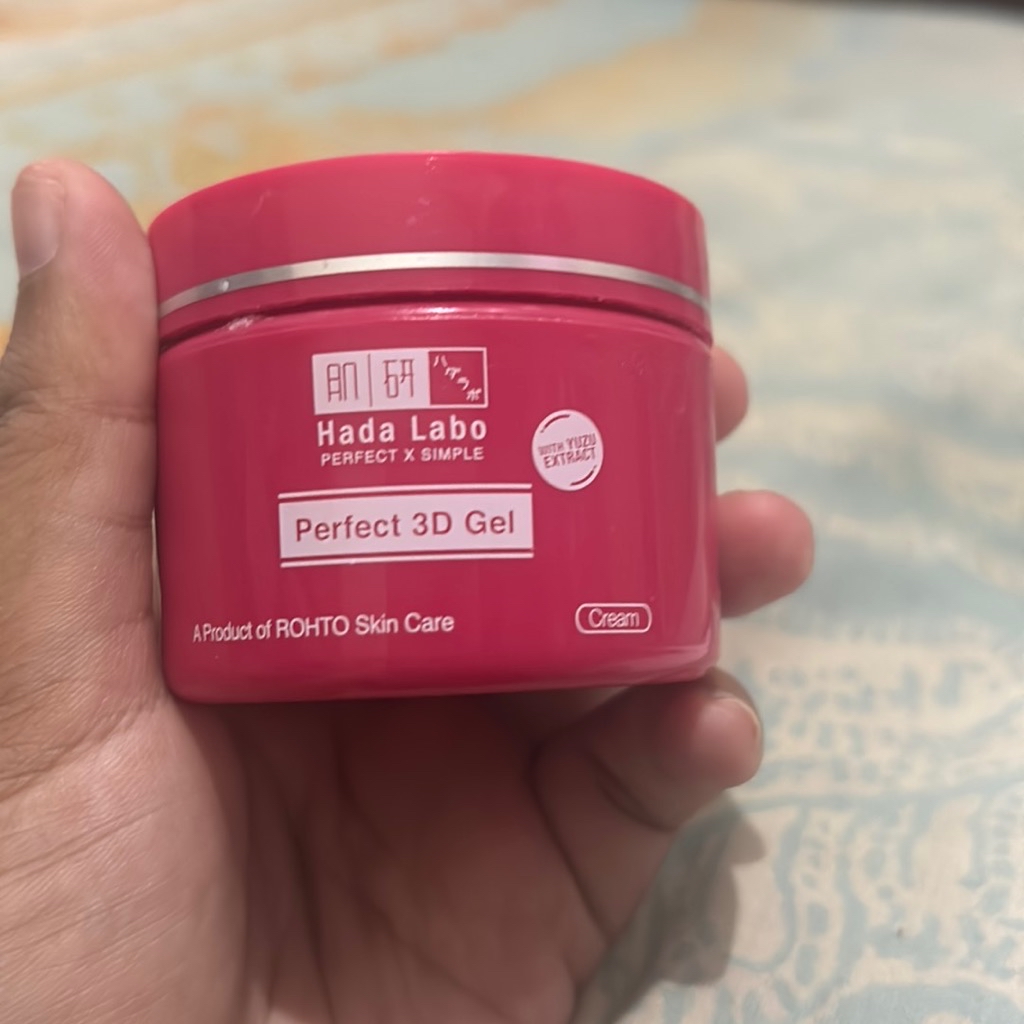 肌 研 ハダラボ
Hada Labo
PERFECT X SIMPLE
WITH YUZU
EXTRACT
Perfect 3D Gel
A Product of ROHTO Skin Care
Cream